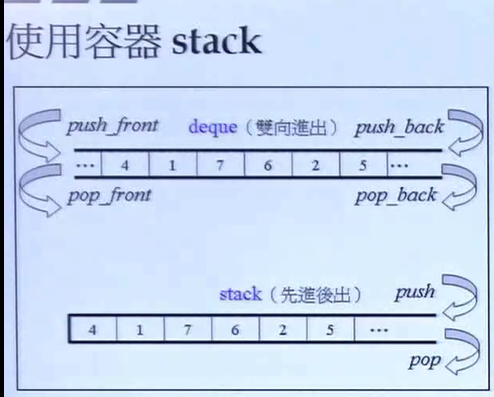 使用容器 stack
push_front deque（雙向進出） push_back
… 4 1 7 6 2 5 …
pop_front pop_back
stack（先進後出） push
4 1 7 6 2 5 …
pop